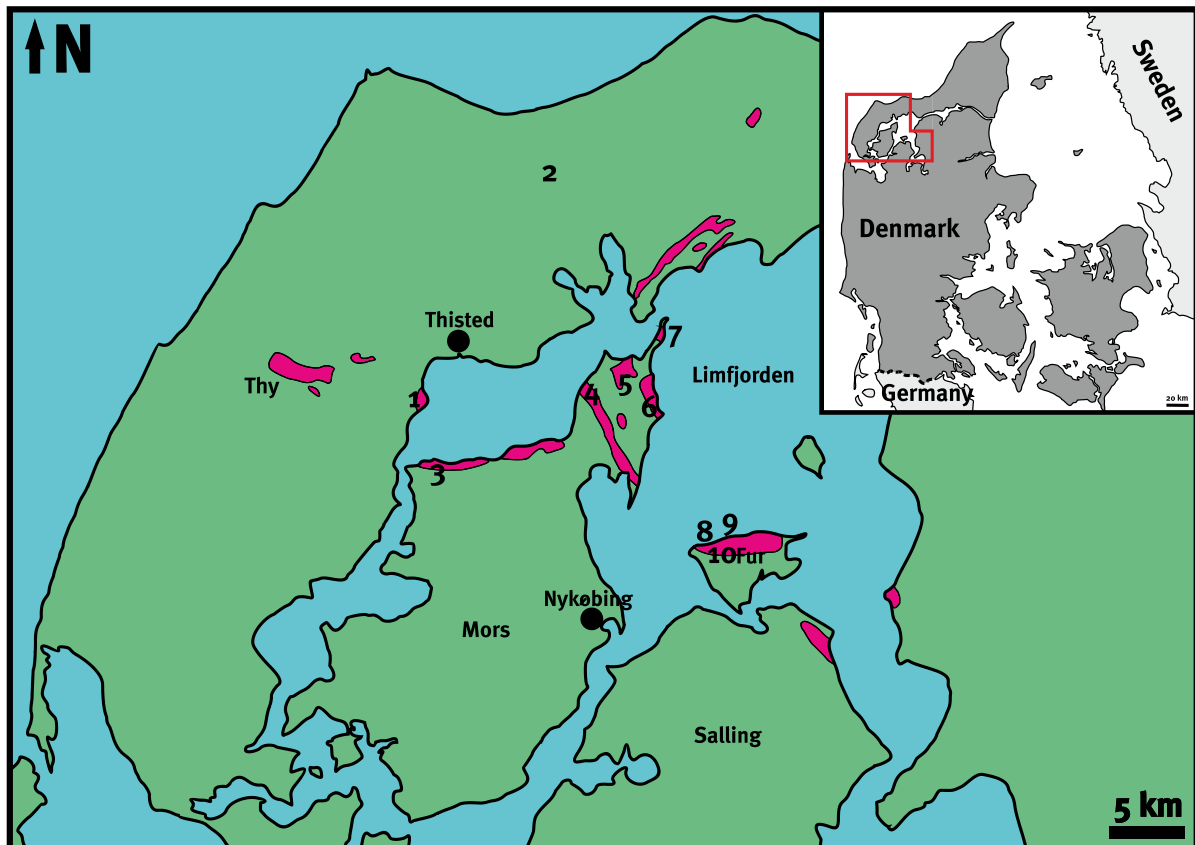 N
Sweden
2
Denmark
Thisted
7
Limfjorden
Thy
5
4
1
6
Germany
20 km
3
9
8
10Fur
Nykøbing
Mors
Salling
5 km